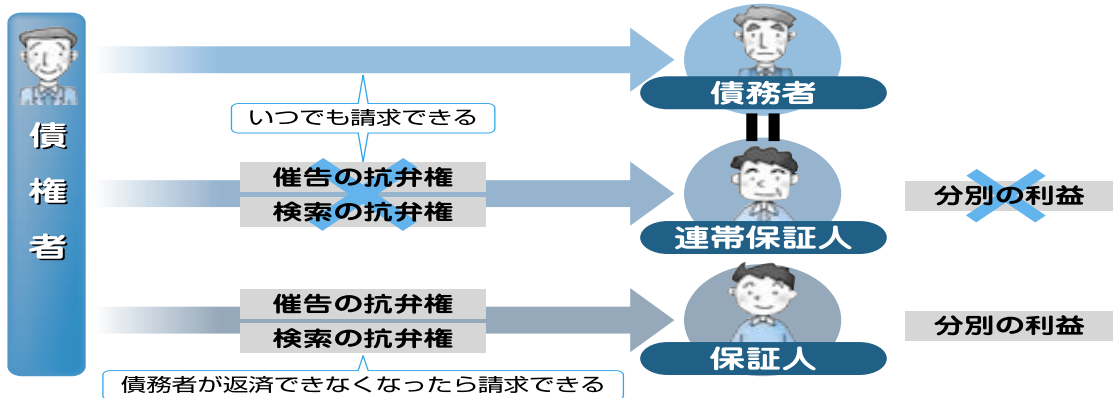 債権者
債務者
いつでも請求できる
催告の抗弁権
検索の抗弁権
連帯保証人
分別の利益
催告の抗弁権
検索の抗弁権
保証人
分別の利益
債務者が返済できなくなったら請求できる